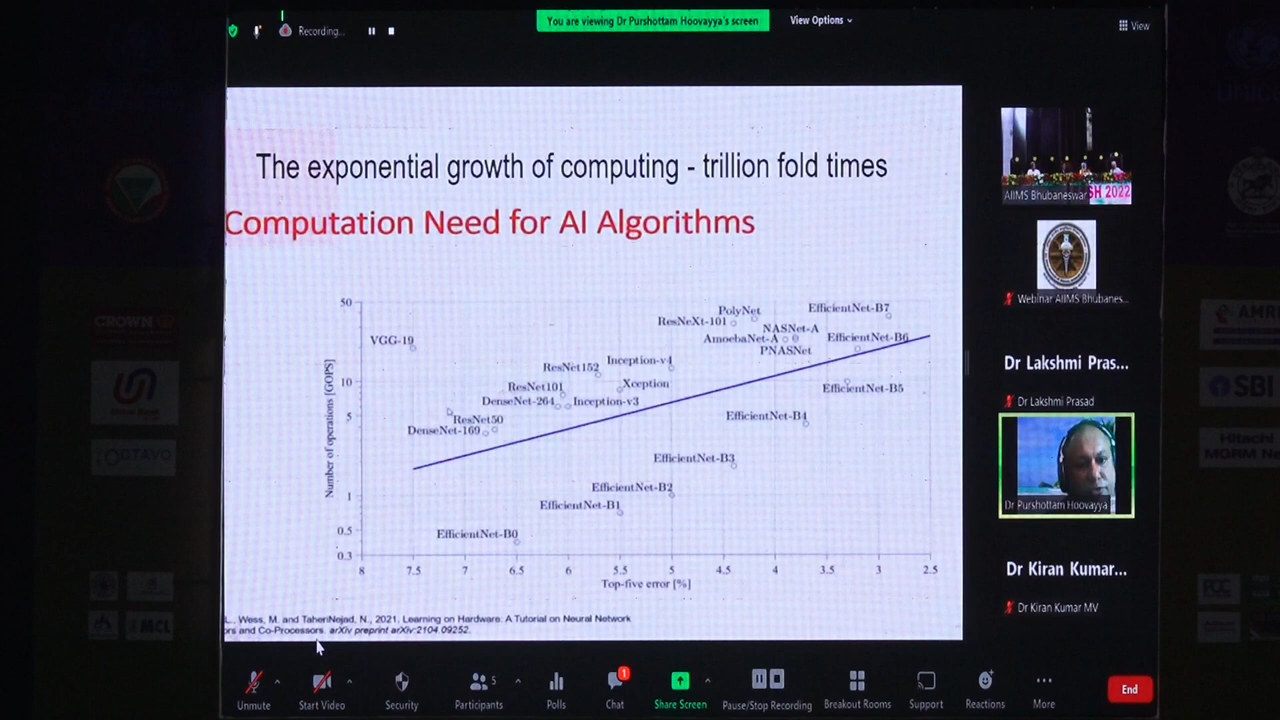 Recording...
You are viewing Dr Purshottam Hoovayya's screen
View Options
View
The exponential growth of computing - trillion fold times
Computation Need for AI Algorithms
Number of operations [GOPS]
50
10
5
1
0.5
0.3
VGG-19
PolyNet
EfficientNet-B7
ResNeXt-101
NASNet-A
AmoebaNet-A
EfficientNet-B6
PNASNet
Inception-v4
ResNet152
Xception
ResNet101
EfficientNet-B5
DenseNet-264
Inception-v3
EfficientNet-B4
ResNet50
DenseNet-169
EfficientNet-B3
EfficientNet-B2
EfficientNet-B1
EfficientNet-B0
8 7.5 7 6.5 6 5.5 5 4.5 4 3.5 3 2.5
Top-five error [%]
L., Wess, M. and TaheriNejad, N., 2021. Learning on Hardware: A Tutorial on Neural Network
ors and Co-Processors. arXiv preprint arXiv:2104.09252.
SH 2022
AIIMS Bhubaneswar
Webinar AIIMS Bhubanes...
Dr Lakshmi Pras...
Dr Lakshmi Prasad
Dr Purshottam Hoovayya
Dr Kiran Kumar...
Dr Kiran Kumar MV
Unmute
Start Video
Security
5
Participants
Polls
1
Chat
Share Screen
Pause/Stop Recording
Breakout Rooms
Support
Reactions
More
End
CROWN
OCTAVO
MCL
SBI
Hitachi